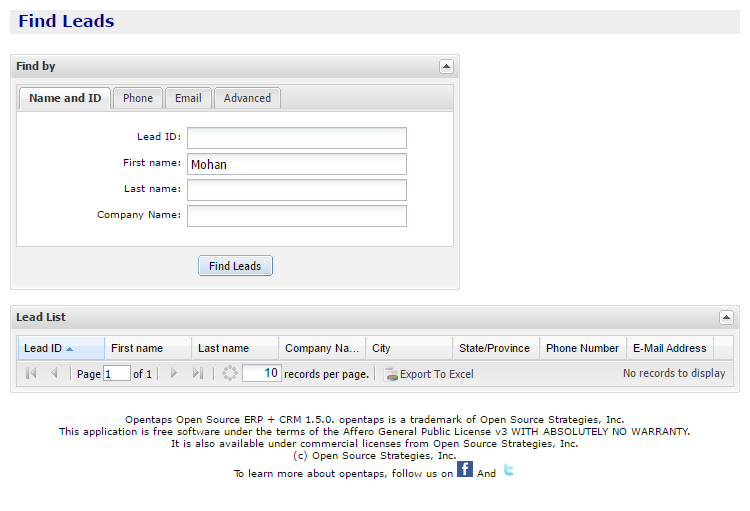 Find Leads
Find by
Name and ID Phone Email Advanced
Lead ID:
First name: Mohan
Last name:
Company Name:
Find Leads
Lead List
Lead ID First name Last name Company Na... City State/Province Phone Number E-Mail Address
Page 1 of 1 10 records per page. Export To Excel No records to display
Opentaps Open Source ERP + CRM 1.5.0. opentaps is a trademark of Open Source Strategies, Inc.
This application is free software under the terms of the Affero General Public License v3 WITH ABSOLUTELY NO WARRANTY.
It is also available under commercial licenses from Open Source Strategies, Inc.
(c) Open Source Strategies, Inc.
To learn more about opentaps, follow us on f And t